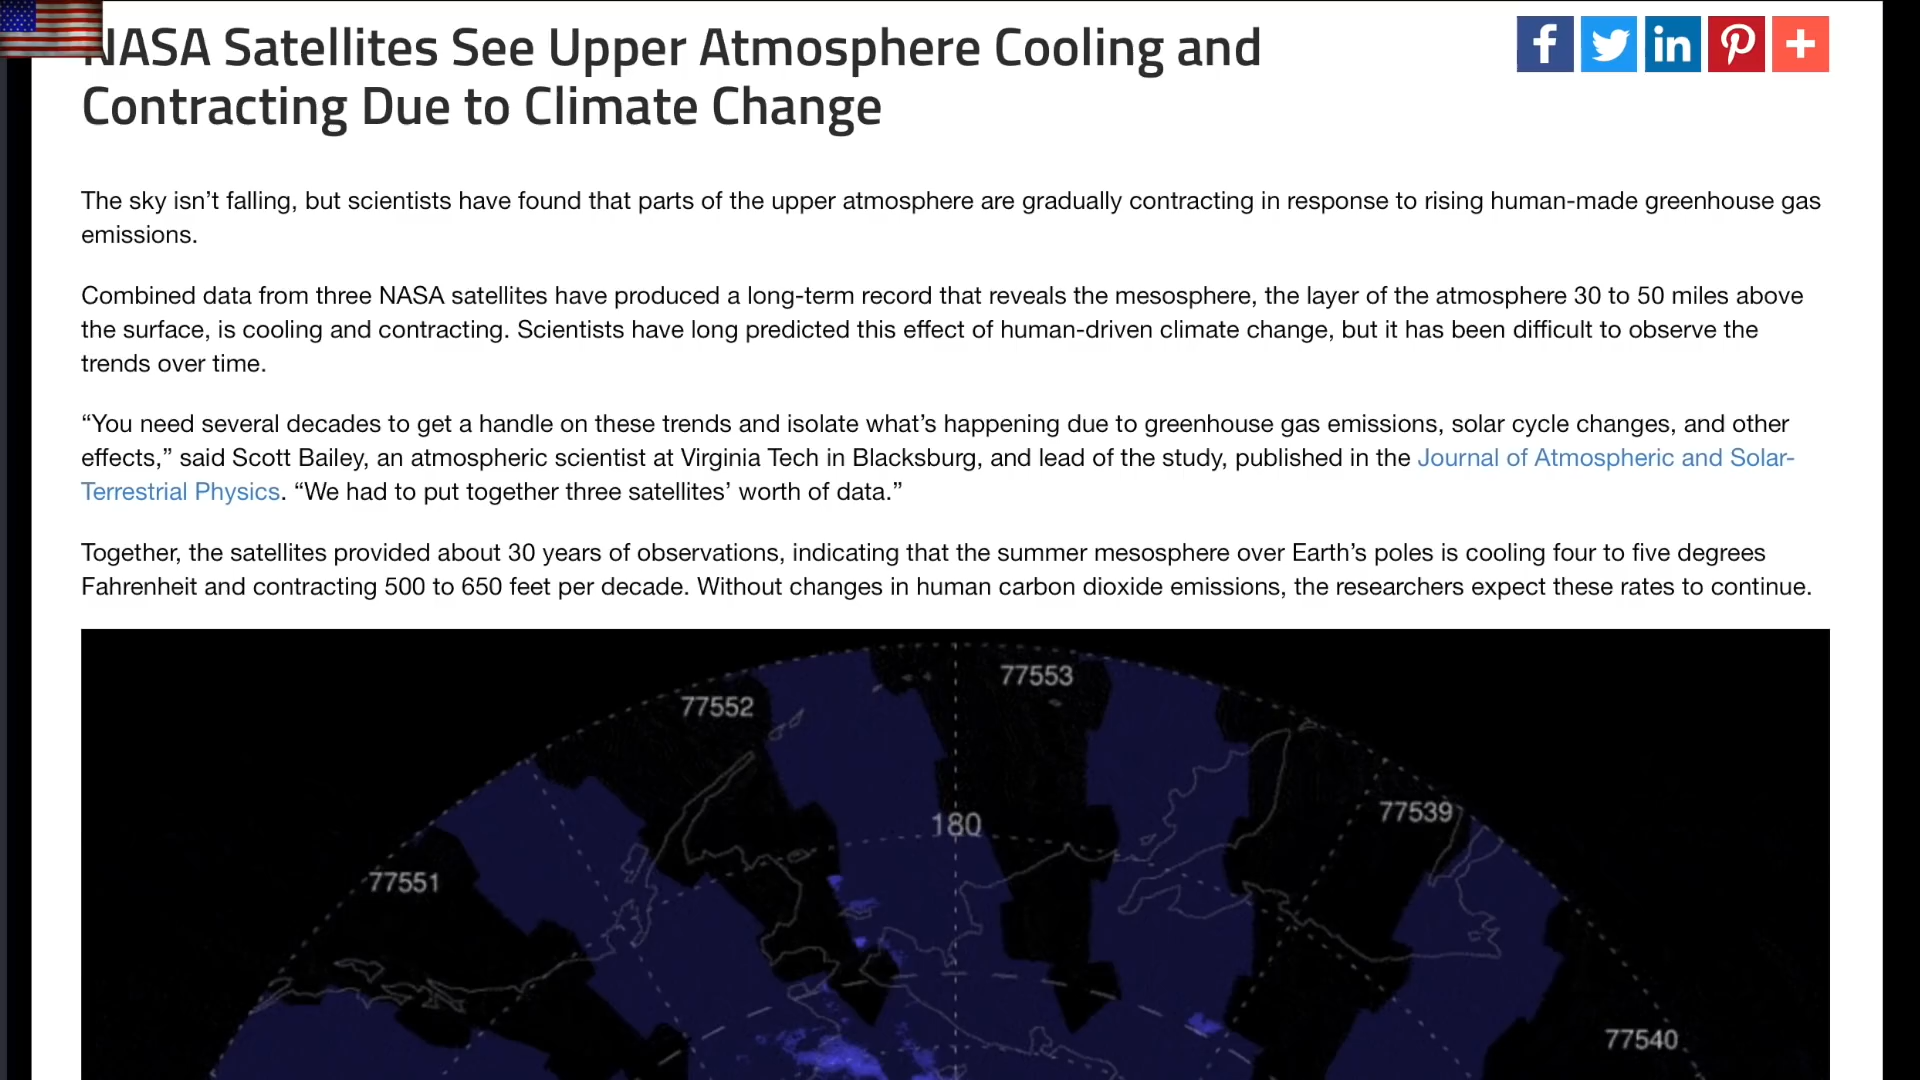 NASA Satellites See Upper Atmosphere Cooling and
Contracting Due to Climate Change
The sky isn’t falling, but scientists have found that parts of the upper atmosphere are gradually contracting in response to rising human-made greenhouse gas
emissions.
Combined data from three NASA satellites have produced a long-term record that reveals the mesosphere, the layer of the atmosphere 30 to 50 miles above
the surface, is cooling and contracting. Scientists have long predicted this effect of human-driven climate change, but it has been difficult to observe the
trends over time.
“You need several decades to get a handle on these trends and isolate what’s happening due to greenhouse gas emissions, solar cycle changes, and other
effects,” said Scott Bailey, an atmospheric scientist at Virginia Tech in Blacksburg, and lead of the study, published in the Journal of Atmospheric and Solar-
Terrestrial Physics. “We had to put together three satellites’ worth of data.”
Together, the satellites provided about 30 years of observations, indicating that the summer mesosphere over Earth’s poles is cooling four to five degrees
Fahrenheit and contracting 500 to 650 feet per decade. Without changes in human carbon dioxide emissions, the researchers expect these rates to continue.
77553
77552
77539
180
77551
77540